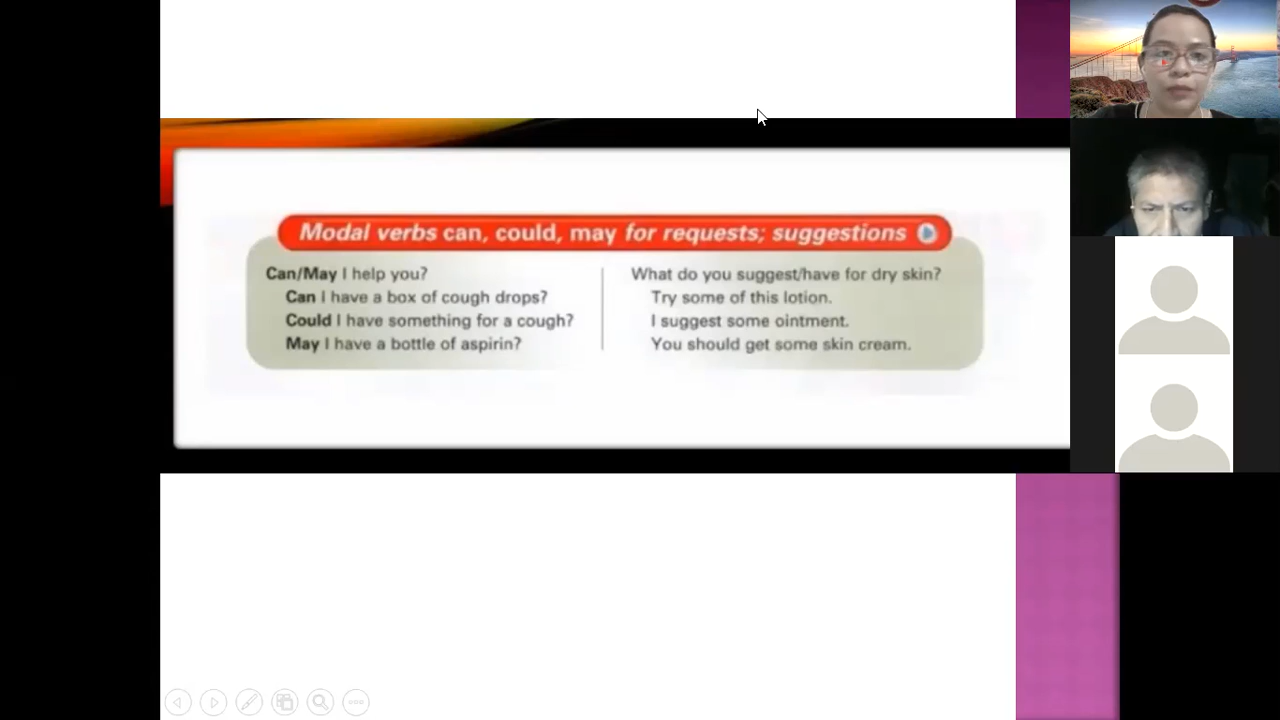 Modal verbs can, could, may for requests; suggestions
Can/May I help you?
Can I have a box of cough drops?
Could I have something for a cough?
May I have a bottle of aspirin?
What do you suggest/have for dry skin?
Try some of this lotion.
I suggest some ointment.
You should get some skin cream.